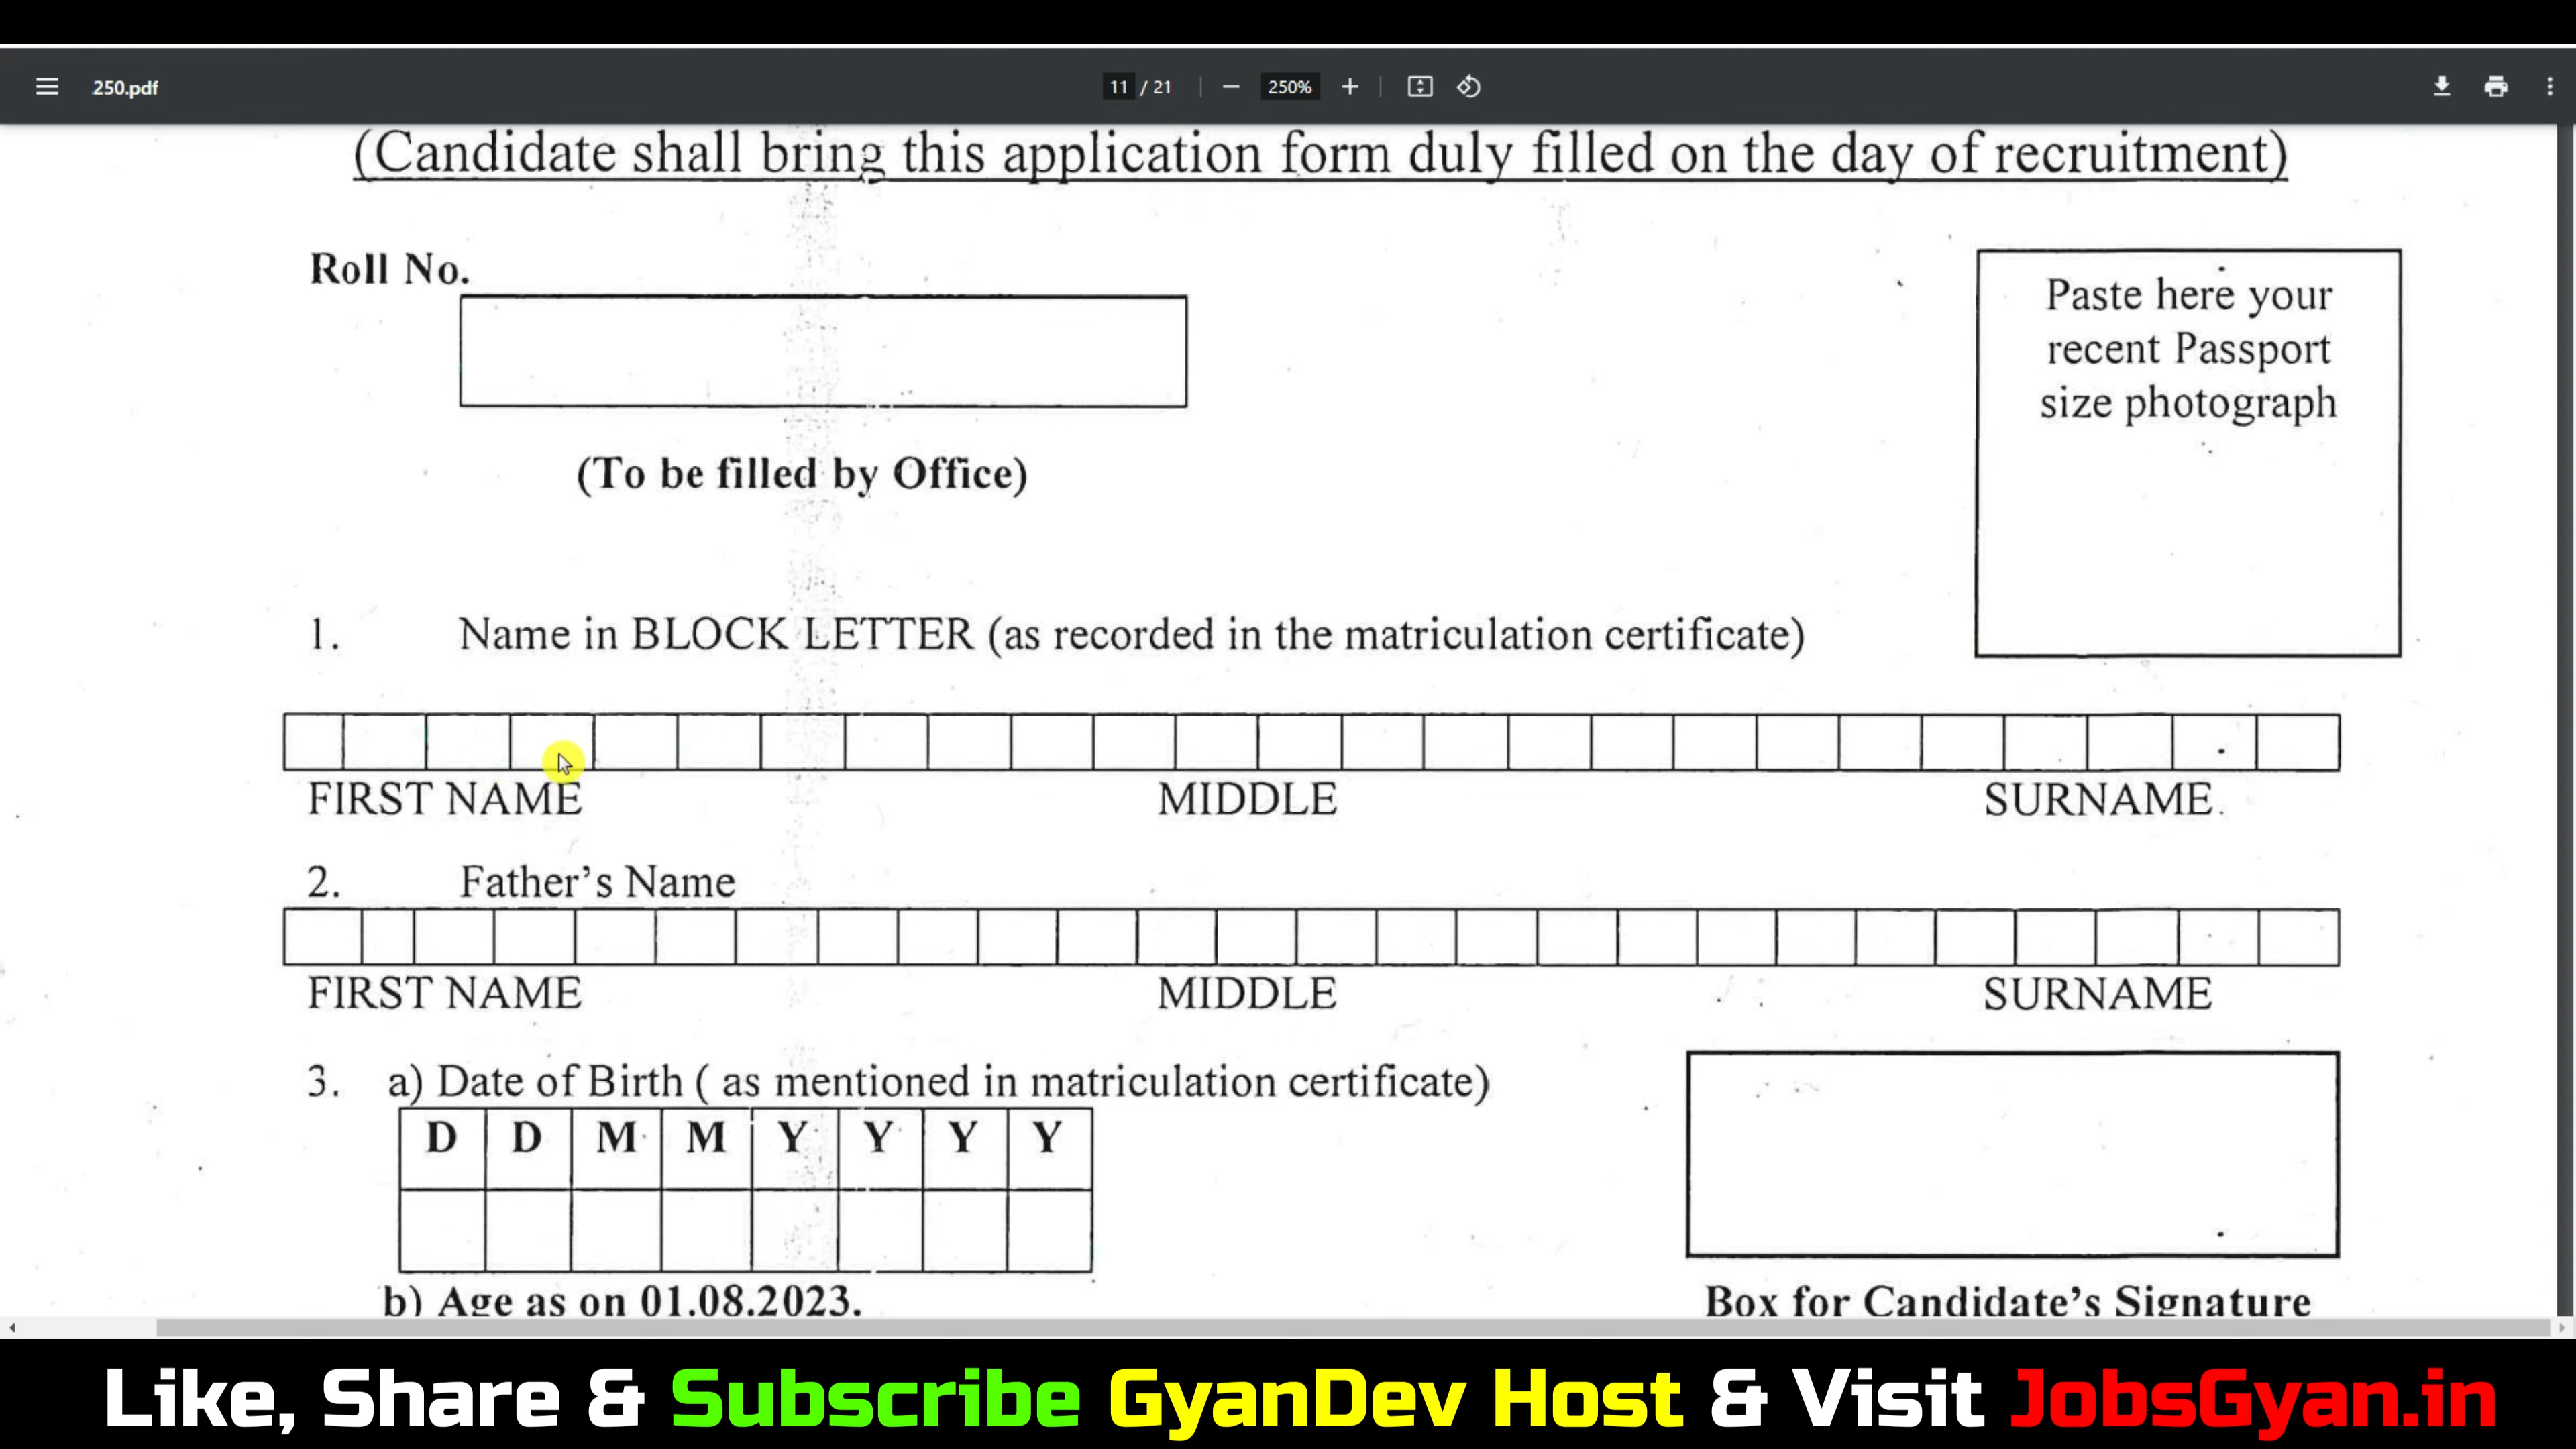 250.pdf
11 / 21
250%
(Candidate shall bring this application form duly filled on the day of recruitment)
Roll No.
Paste here your
recent Passport
size photograph
(To be filled by Office)
1. Name in BLOCK LETTER (as recorded in the matriculation certificate)
FIRST NAME MIDDLE SURNAME
2. Father's Name
FIRST NAME MIDDLE SURNAME
3. a) Date of Birth ( as mentioned in matriculation certificate)
D D M M Y Y Y Y
b) Age as on 01.08.2023.
Box for Candidate's Signature
Like, Share & Subscribe GyanDev Host & Visit JobsGyan.in